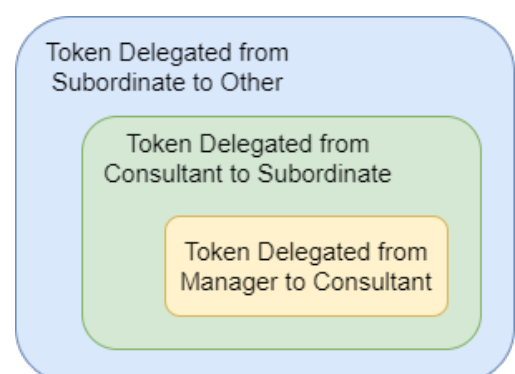 Token Delegated from
Subordinate to Other
Token Delegated from
Consultant to Subordinate
Token Delegated from
Manager to Consultant